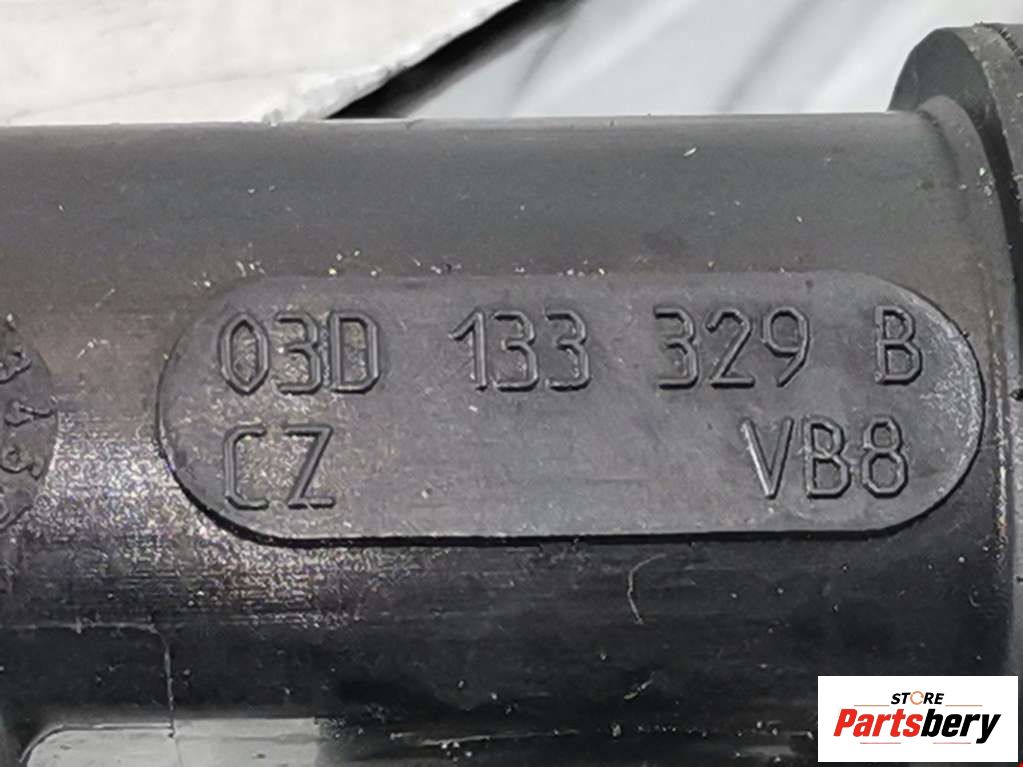 03D 133 329 B
CZ VB8
STORE
Partsbery